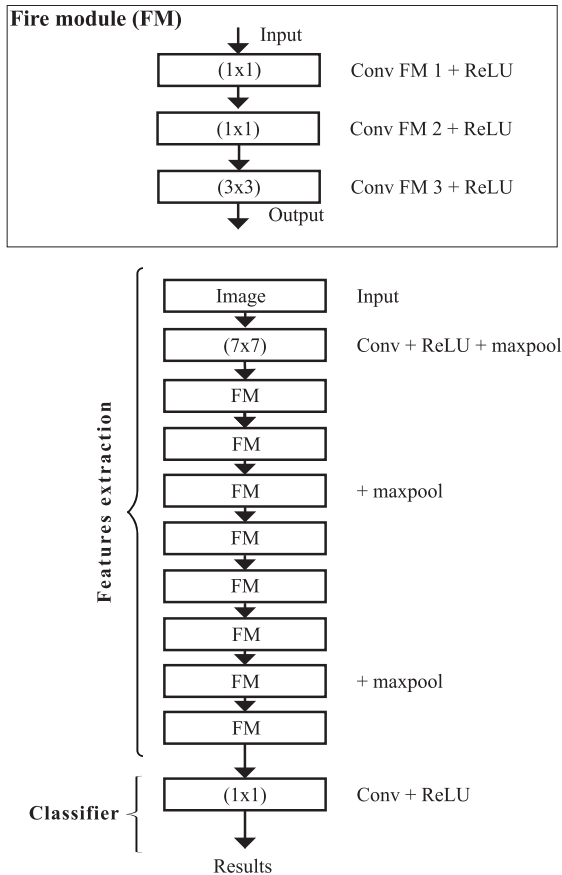 Fire module (FM)
Input
(1x1) Conv FM 1 + ReLU
(1x1) Conv FM 2 + ReLU
(3x3) Conv FM 3 + ReLU
Output
Features extraction
Image Input
(7x7) Conv + ReLU + maxpool
FM
FM
FM + maxpool
FM
FM
FM
FM + maxpool
FM
Classifier
(1x1) Conv + ReLU
Results